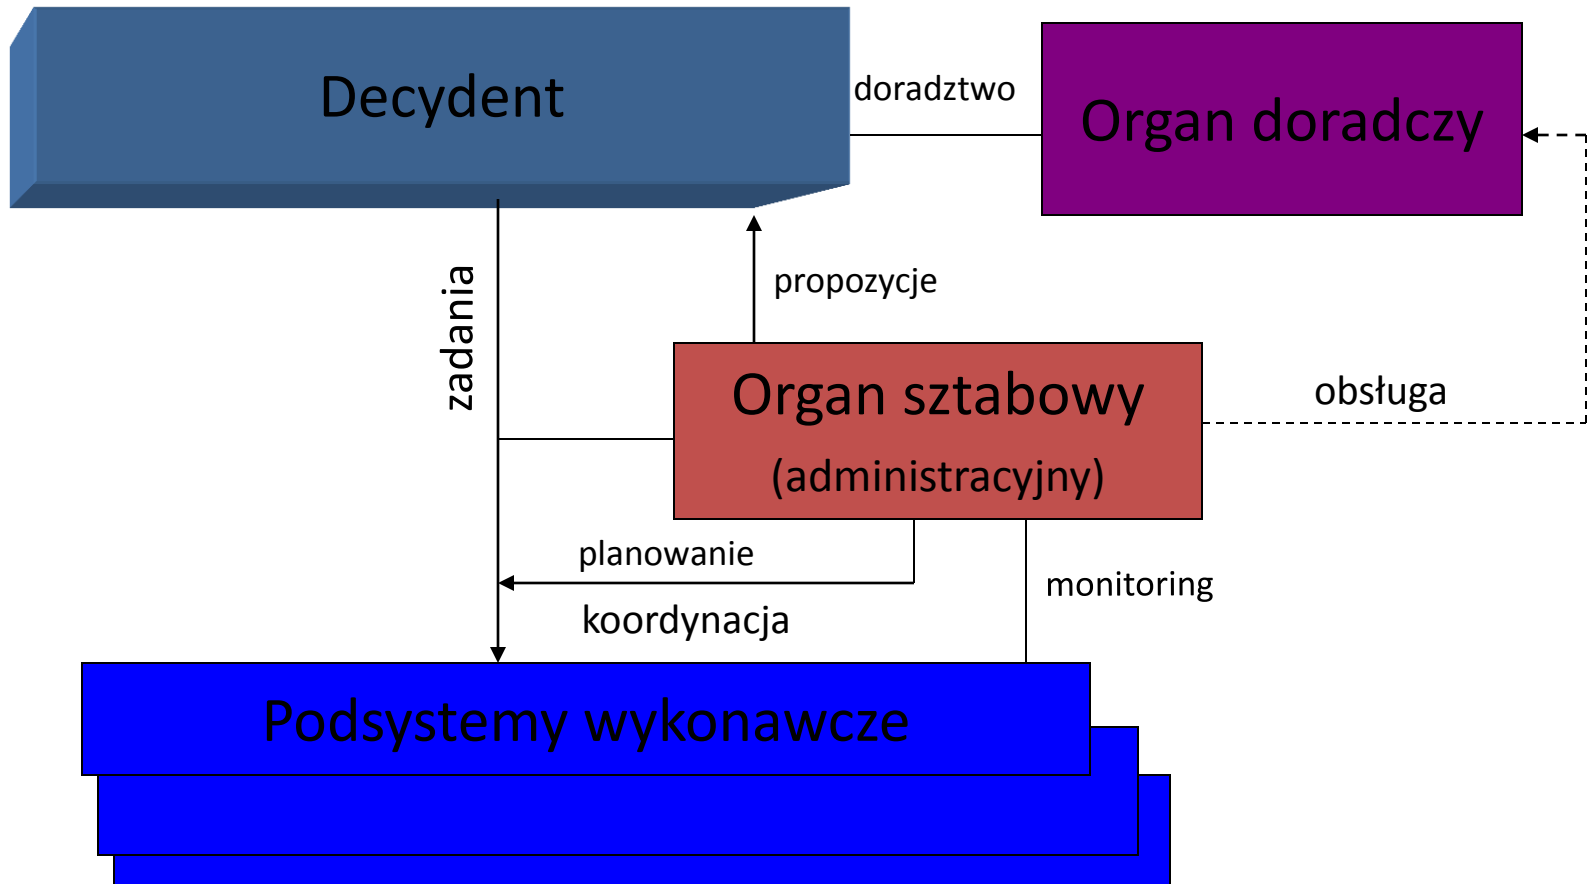 Decydent
doradztwo
Organ doradczy
zadania
propozycje
Organ sztabowy
(administracyjny)
obsługa
planowanie
koordynacja
monitoring
Podsystemy wykonawcze